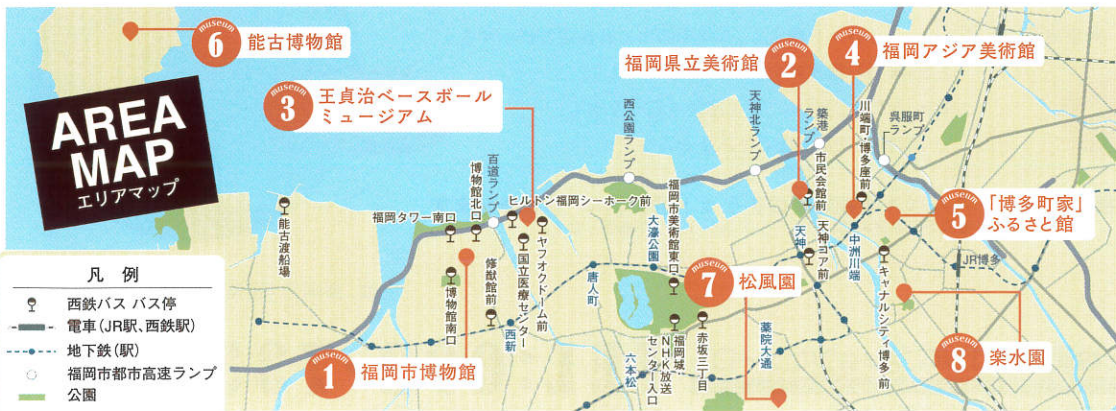 museum
6
能古博物館
museum
3
王貞治ベースボール
ミュージアム
福岡県立美術館
museum
2
museum
4
福岡アジア美術館
AREA
MAP
エリアマップ
西公園ランプ
天神北ランプ
築港
ランプ
川端町・博多座前
呉服町
ランプ
市民会館前
百道ランプ
博物館北口
ヒルトン福岡シーホーク前
福岡タワー南口
能古渡船場
福岡市美術館東口
大濠公園
天神
天神コア前
中洲川端
museum
5
「博多町家」
ふるさと館
JR博多
キャナルシティ博多前
ヤフオクドーム前
国立医療センター
修猷館前
博物館南口
西新
唐人町
museum
7
松風園
凡例
西鉄バス バス停
電車(JR駅、西鉄駅)
地下鉄(駅)
福岡市都市高速ランプ
公園
museum
1
福岡市博物館
六本松
福岡城・
NHK放送
センター入口
赤坂三丁目
薬院大通
museum
8
楽水園